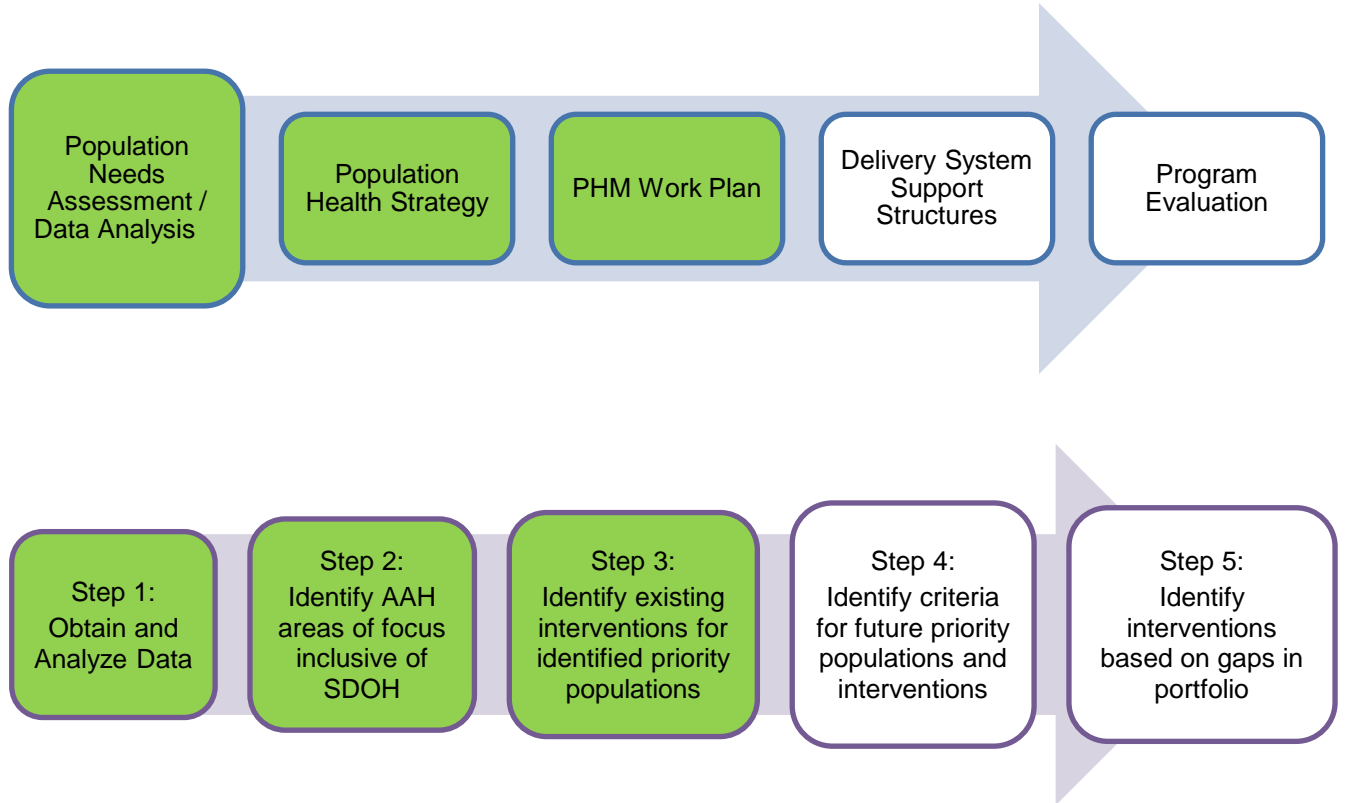 Population
Needs
Assessment /
Data Analysis
Population
Health Strategy
PHM Work Plan
Delivery System
Support
Structures
Program
Evaluation
Step 1:
Obtain and
Analyze Data
Step 2:
Identify AAH
areas of focus
inclusive of
SDOH
Step 3:
Identify existing
interventions for
identified priority
populations
Step 4:
Identify criteria
for future priority
populations and
interventions
Step 5:
Identify
interventions
based on gaps in
portfolio